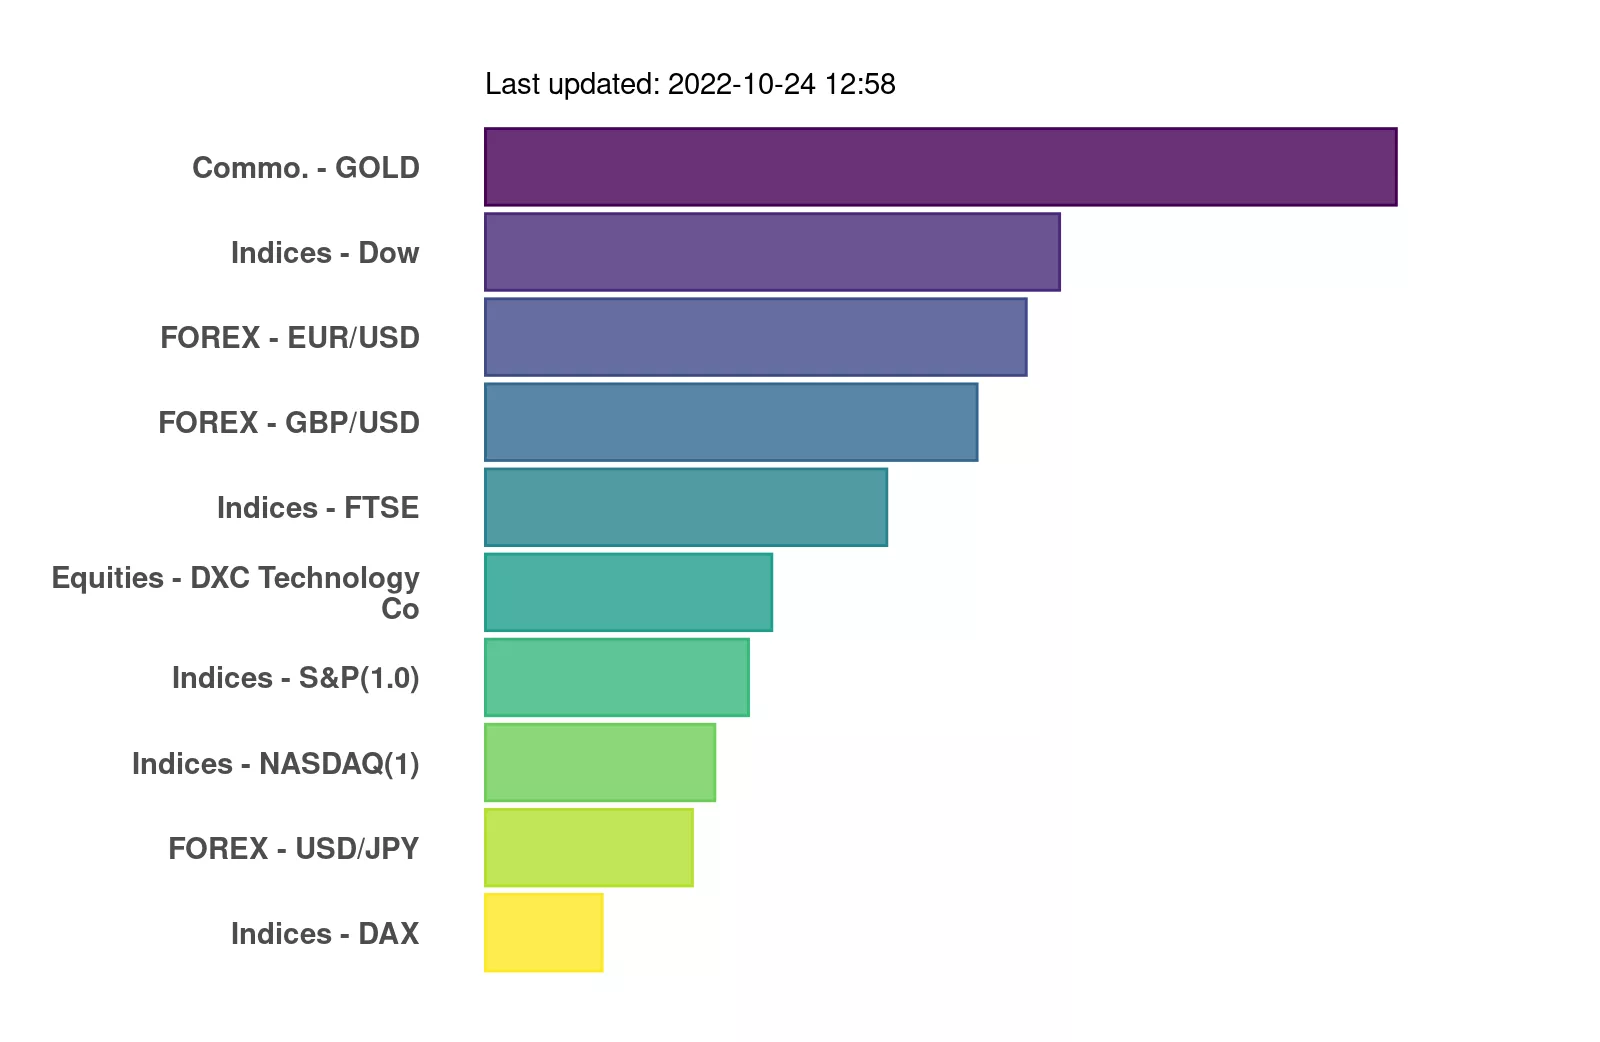 Last updated: 2022-10-24 12:58
Commo. - GOLD
Indices - Dow
FOREX - EUR/USD
FOREX - GBP/USD
Indices - FTSE
Equities - DXC Technology
Co
Indices - S&P(1.0)
Indices - NASDAQ(1)
FOREX - USD/JPY
Indices - DAX